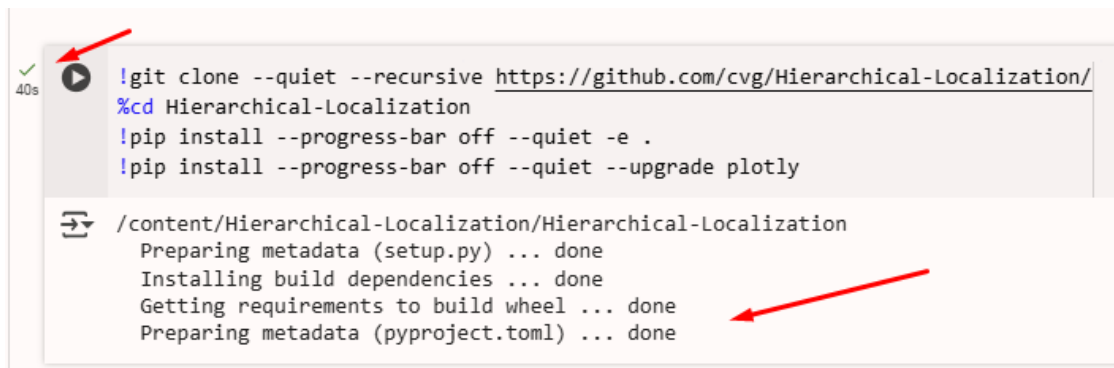 40s
!git clone --quiet --recursive https://github.com/cvg/Hierarchical-Localization/
%cd Hierarchical-Localization
!pip install --progress-bar off --quiet -e .
!pip install --progress-bar off --quiet --upgrade plotly
/content/Hierarchical-Localization/Hierarchical-Localization
  Preparing metadata (setup.py) ... done
  Installing build dependencies ... done
  Getting requirements to build wheel ... done
  Preparing metadata (pyproject.toml) ... done